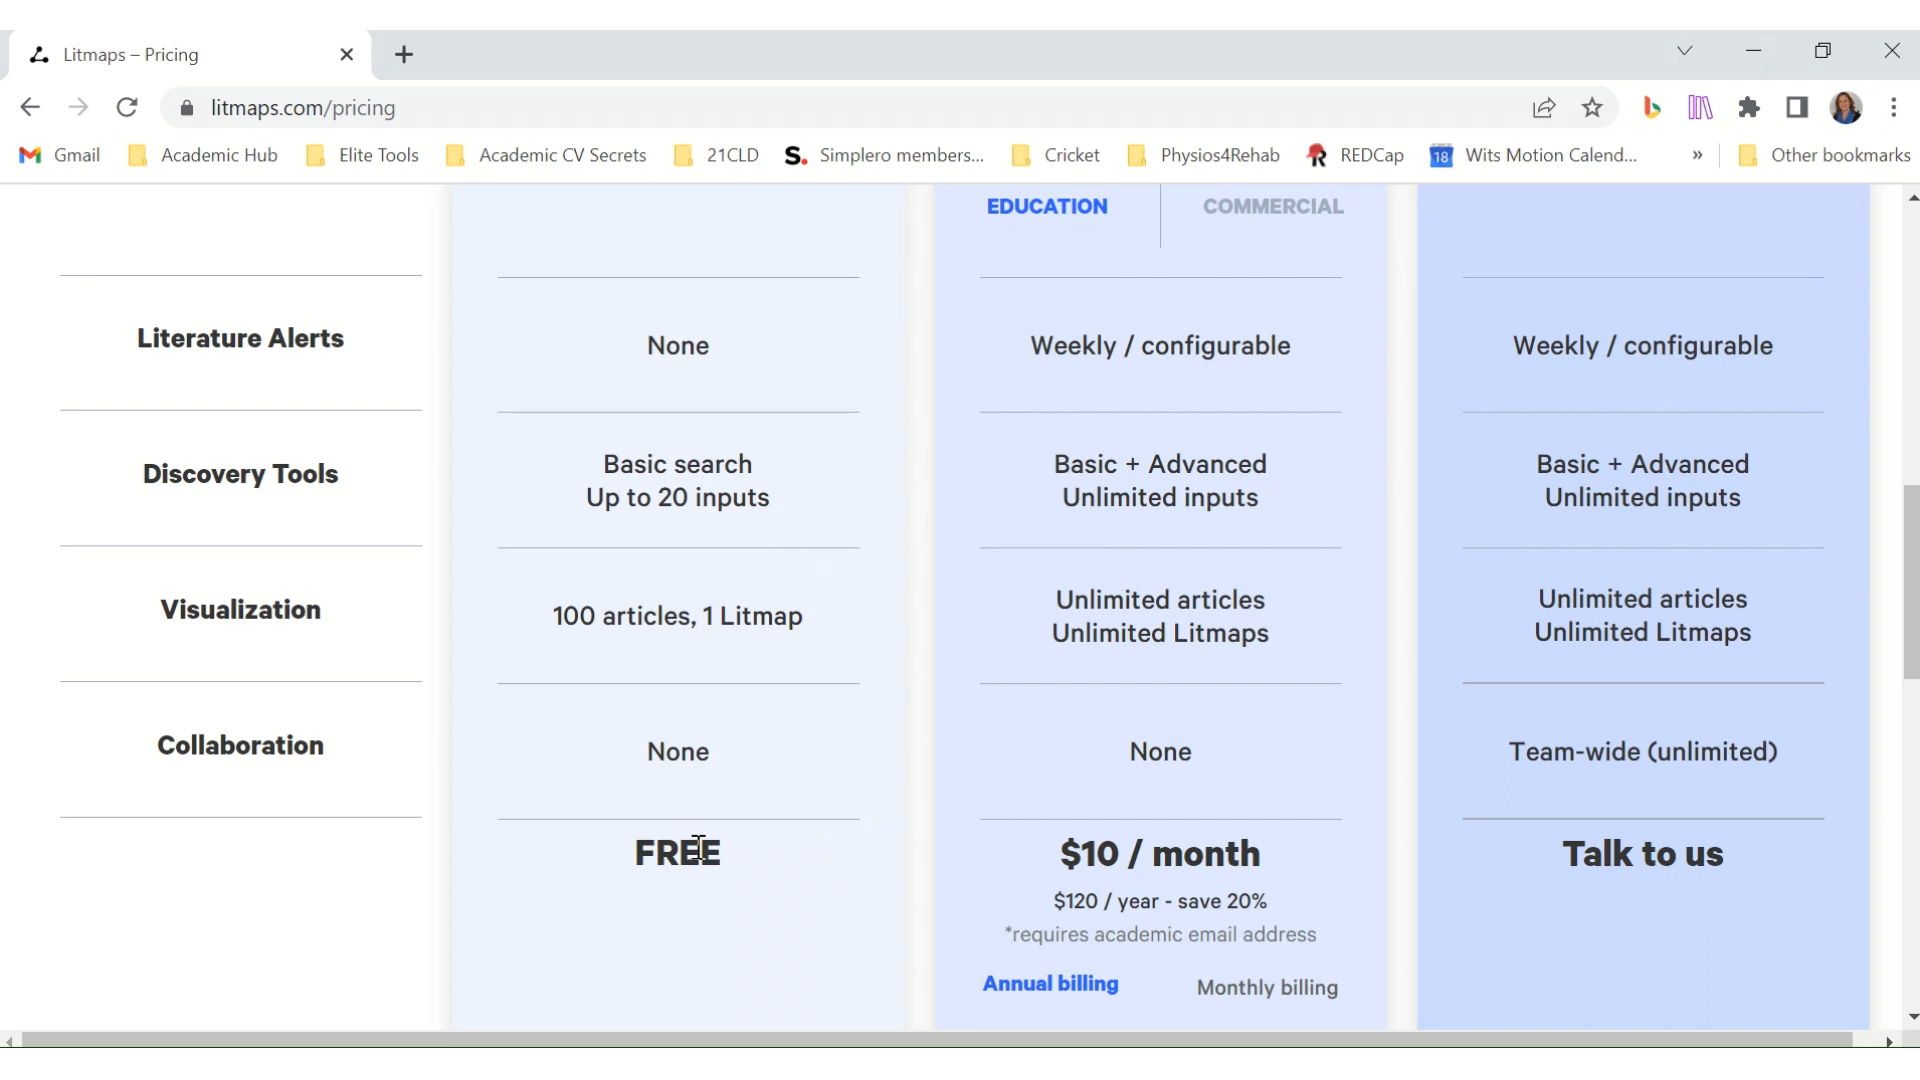 Litmaps – Pricing
litmaps.com/pricing
Gmail Academic Hub Elite Tools Academic CV Secrets 21CLD S. Simplero members... Cricket Physios4Rehab REDCap 18 Wits Motion Calend... » Other bookmarks
EDUCATION COMMERCIAL
Literature Alerts None Weekly / configurable Weekly / configurable
Discovery Tools
Basic search
Up to 20 inputs
Basic + Advanced
Unlimited inputs
Basic + Advanced
Unlimited inputs
Visualization
100 articles, 1 Litmap
Unlimited articles
Unlimited Litmaps
Unlimited articles
Unlimited Litmaps
Collaboration None None Team-wide (unlimited)
FREE $10 / month Talk to us
$120 / year - save 20%
*requires academic email address
Annual billing Monthly billing